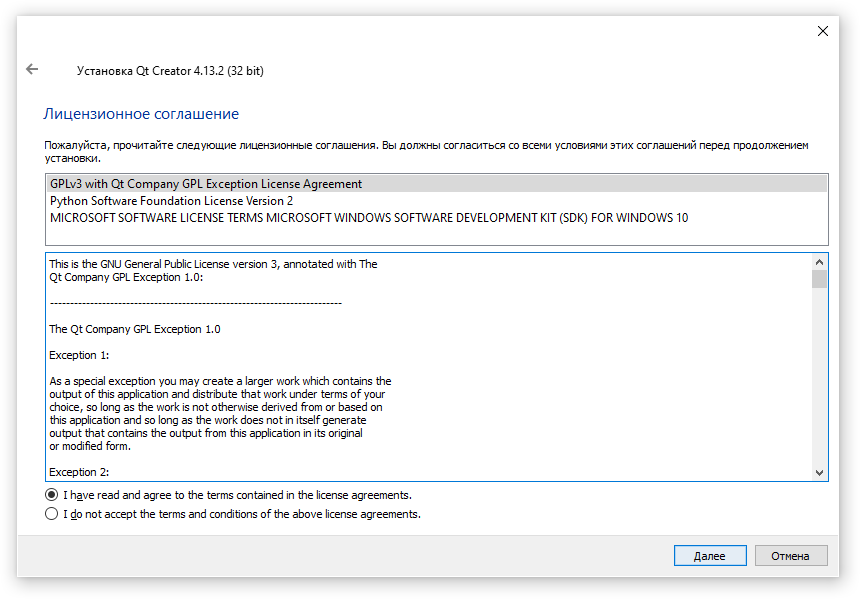 Установка Qt Creator 4.13.2 (32 bit)
Лицензионное соглашение
Пожалуйста, прочитайте следующие лицензионные соглашения. Вы должны согласиться со всеми условиями этих соглашений перед продолжением
установки.
GPLv3 with Qt Company GPL Exception License Agreement
Python Software Foundation License Version 2
MICROSOFT SOFTWARE LICENSE TERMS MICROSOFT WINDOWS SOFTWARE DEVELOPMENT KIT (SDK) FOR WINDOWS 10
This is the GNU General Public License version 3, annotated with The
Qt Company GPL Exception 1.0:
-------------------------------------------------------------------------
The Qt Company GPL Exception 1.0
Exception 1:
As a special exception you may create a larger work which contains the
output of this application and distribute that work under terms of your
choice, so long as the work is not otherwise derived from or based on
this application and so long as the work does not in itself generate
output that contains the output from this application in its original
or modified form.
Exception 2:
I have read and agree to the terms contained in the license agreements.
I do not accept the terms and conditions of the above license agreements.
Далее
Отмена